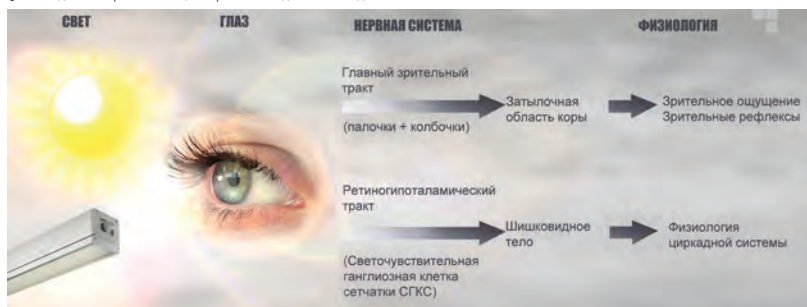 СВЕТ
ГЛАЗ
НЕРВНАЯ СИСТЕМА
ФИЗИОЛОГИЯ
Главный зрительный
тракт
(палочки + колбочки)
Затылочная
область коры
Зрительное ощущение
Зрительные рефлексы
Ретиногипоталамический
тракт
(Светочувствительная
ганглиозная клетка
сетчатки СГКС)
Шишковидное
тело
Физиология
циркадной системы